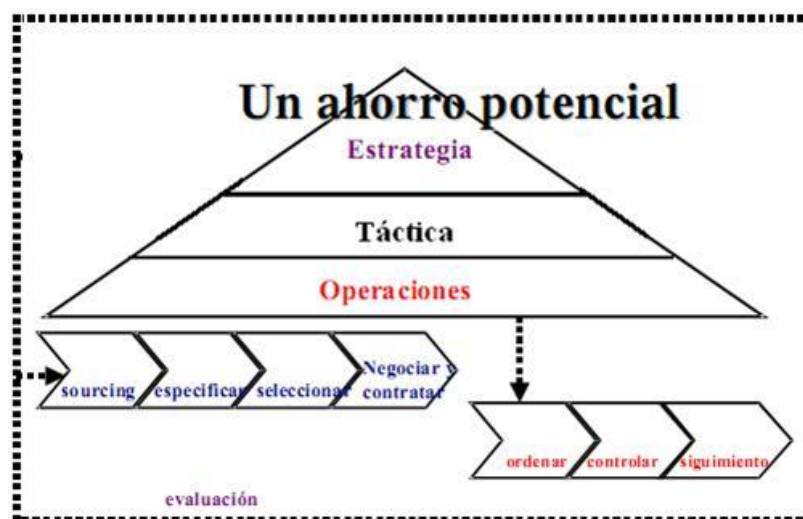 Un ahorro potencial
Estrategia
Táctica
Operaciones
sourcing
especificar
seleccionar
Negociar y
contratar
ordenar
controlar
siguimiento
evaluación